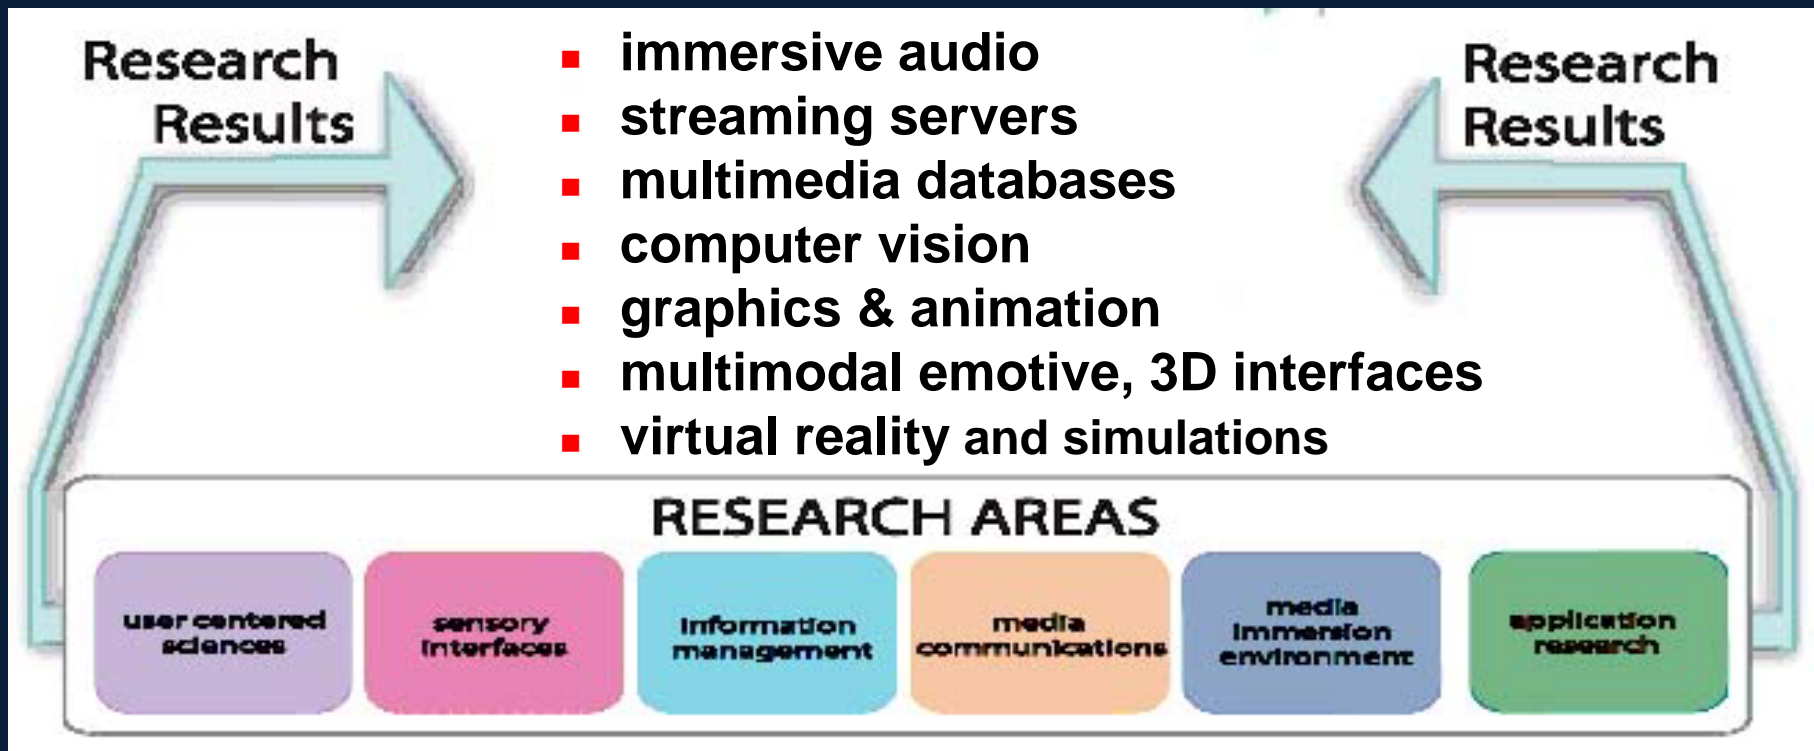 Research
Results
immersive audio
streaming servers
multimedia databases
computer vision
graphics & animation
multimodal emotive, 3D interfaces
virtual reality and simulations
Research
Results
RESEARCH AREAS
user centered
sciences
sensory
interfaces
information
management
media
communications
media
immersion
environment
application
research